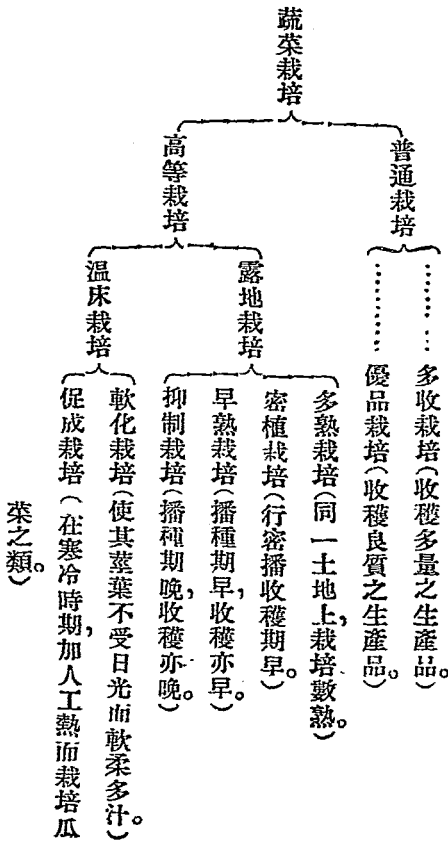 蔬菜栽培
普通栽培
………多收栽培(收穫多量之生產品。)
………優品栽培(收穫良質之生產品。)
高等栽培
露地栽培
多熟栽培(同一土地上,栽培數熟。)
密植栽培(行密播收穫期早。)
早熟栽培(播種期早,收穫亦早。)
抑制栽培(播種期晚,收穫亦晚。)
温床栽培
軟化栽培(使其莖葉不受日光而軟柔多汁。)
促成栽培(在寒冷時期,加人工熱而栽培瓜
菜之類。)